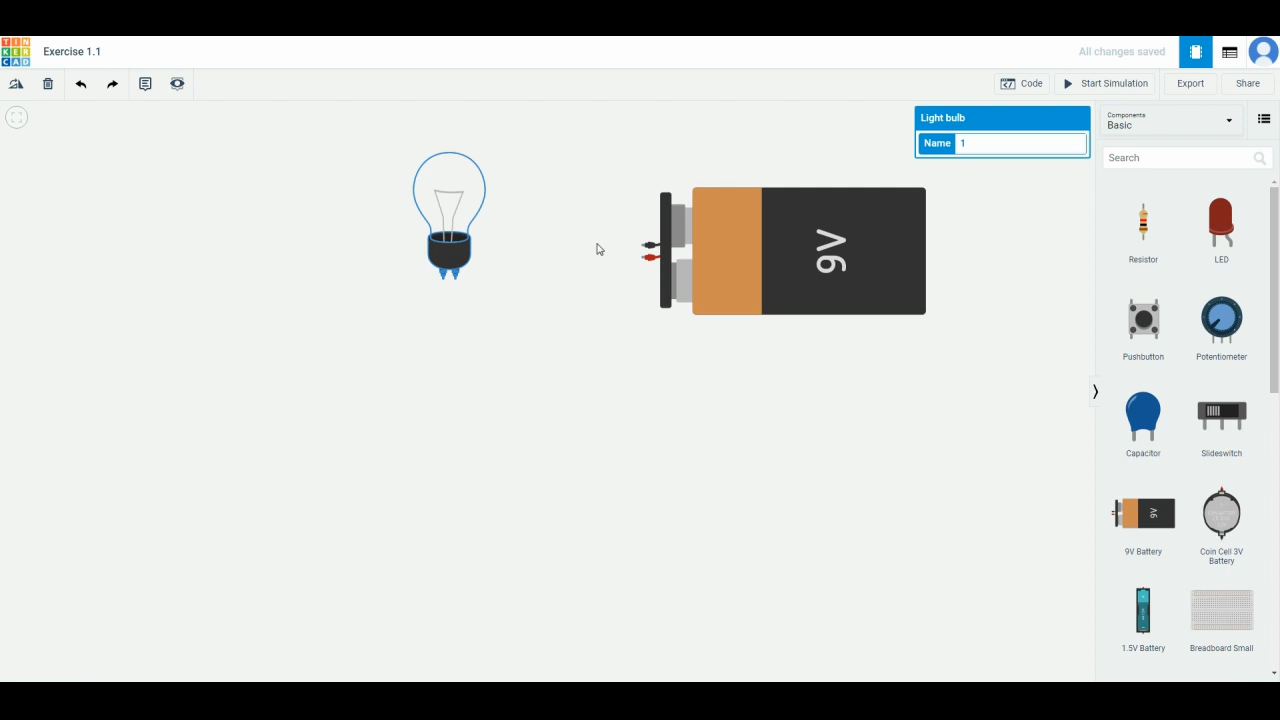 TIN
KER
CAD
Exercise 1.1
All changes saved
Code
Start Simulation
Export
Share
Light bulb
Name 1
Components
Basic
Search
9V
Resistor
LED
Pushbutton
Potentiometer
Capacitor
Slideswitch
9V
9V Battery
Coin Cell 3V
Battery
1.5V Battery
Breadboard Small